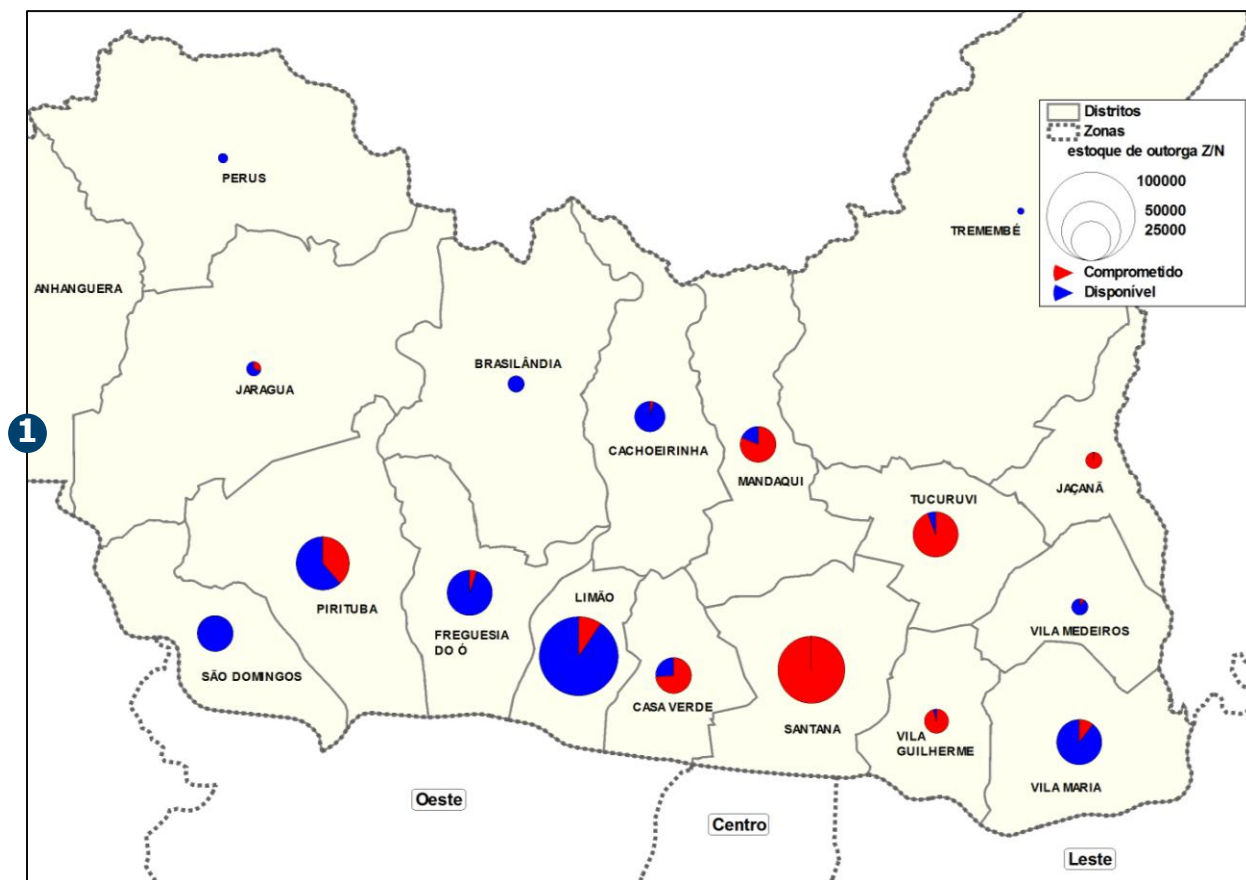 Distritos
Zonas
estoque de outorga Z/N
100000
50000
25000
Comprometido
Disponível
PERUS
TREMEMBÉ
ANHANGUERA
BRASILÂNDIA
JARAGUA
1
CACHOEIRINHA
MANDAQUI
TUCURUVI
JAÇANÃ
LIMÃO
PIRITUBA
FREGUESIA
DO Ó
VILA MEDEIROS
SÃO DOMINGOS
CASA VERDE
SANTANA
VILA
GUILHERME
VILA MARIA
Oeste
Centro
Leste